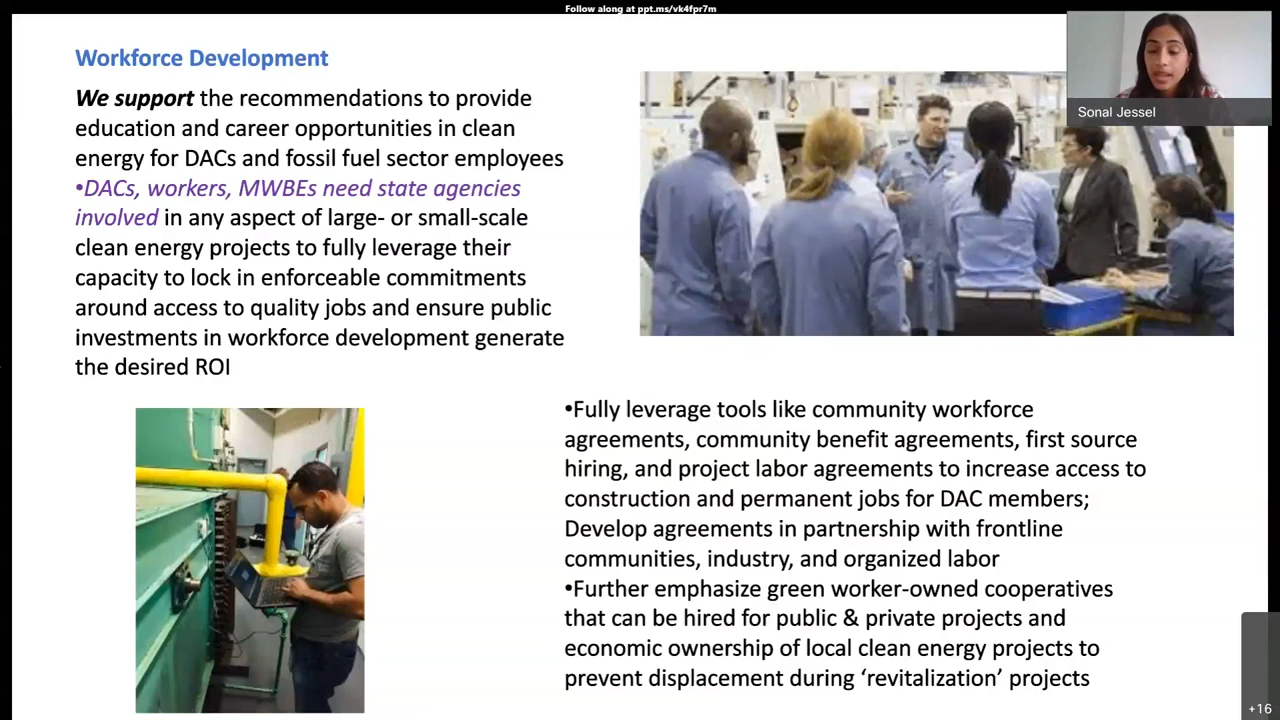 Follow along at ppt.ms/vk4fpr7m
Workforce Development
We support the recommendations to provide
education and career opportunities in clean
energy for DACs and fossil fuel sector employees
•DACs, workers, MWBEs need state agencies
involved in any aspect of large- or small-scale
clean energy projects to fully leverage their
capacity to lock in enforceable commitments
around access to quality jobs and ensure public
investments in workforce development generate
the desired ROI
Sonal Jessel
•Fully leverage tools like community workforce
agreements, community benefit agreements, first source
hiring, and project labor agreements to increase access to
construction and permanent jobs for DAC members;
Develop agreements in partnership with frontline
communities, industry, and organized labor
•Further emphasize green worker-owned cooperatives
that can be hired for public & private projects and
economic ownership of local clean energy projects to
prevent displacement during ‘revitalization’ projects
+16